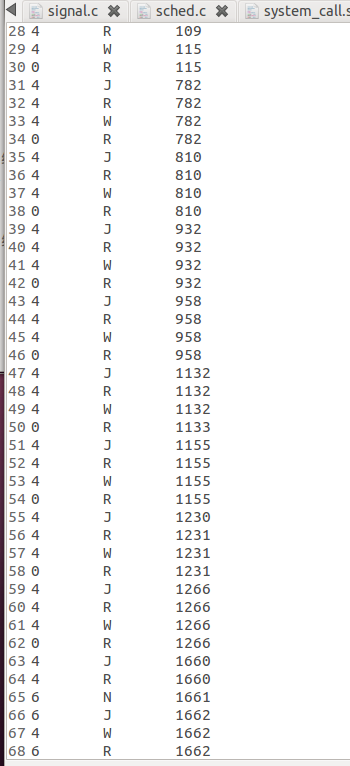 signal.c sched.c system_call.s
28 4 R 109
29 4 W 115
30 0 R 115
31 4 J 782
32 4 R 782
33 4 W 782
34 0 R 782
35 4 J 810
36 4 R 810
37 4 W 810
38 0 R 810
39 4 J 932
40 4 R 932
41 4 W 932
42 0 R 932
43 4 J 958
44 4 R 958
45 4 W 958
46 0 R 958
47 4 J 1132
48 4 R 1132
49 4 W 1132
50 0 R 1133
51 4 J 1155
52 4 R 1155
53 4 W 1155
54 0 R 1155
55 4 J 1230
56 4 R 1231
57 4 W 1231
58 0 R 1231
59 4 J 1266
60 4 R 1266
61 4 W 1266
62 0 R 1266
63 4 J 1660
64 4 R 1660
65 6 N 1661
66 6 J 1662
67 4 W 1662
68 6 R 1662